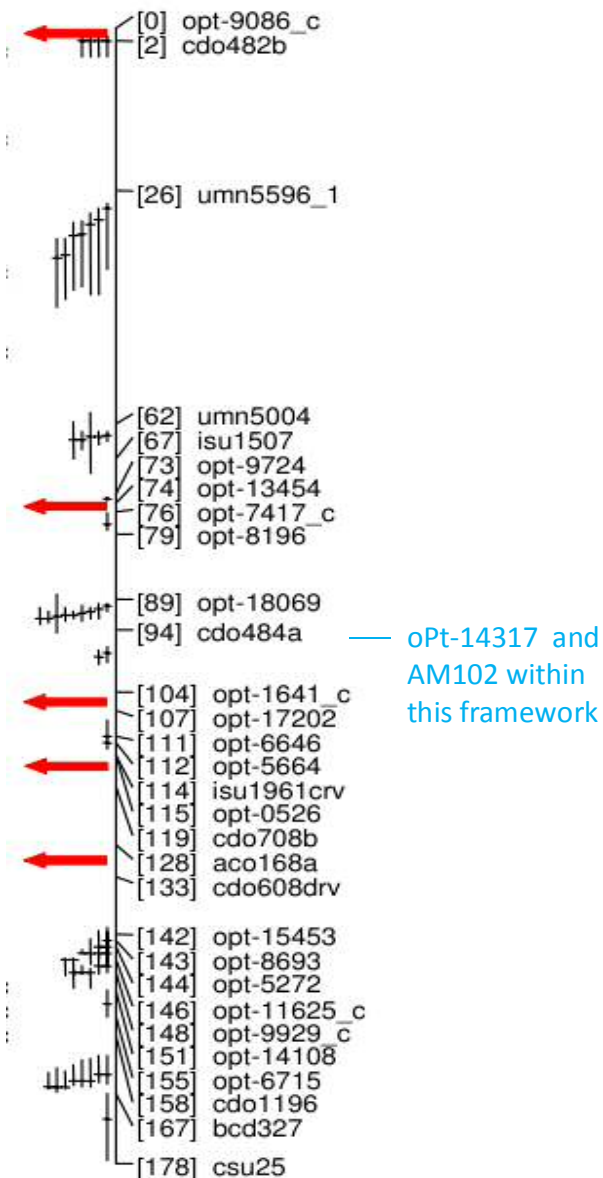 [0] opt-9086_c
[2] cdo482b
[26] umn5596_1
[62] umn5004
[67] isu1507
[73] opt-9724
[74] opt-13454
[76] opt-7417_c
[79] opt-8196
[89] opt-18069
[94] cdo484a
oPt-14317 and
AM102 within
this framework
[104] opt-1641_c
[107] opt-17202
[111] opt-6646
[112] opt-5664
[114] isu1961crv
[115] opt-0526
[119] cdo708b
[128] aco168a
[133] cdo608drv
[142] opt-15453
[143] opt-8693
[144] opt-5272
[146] opt-11625_c
[148] opt-9929_c
[151] opt-14108
[155] opt-6715
[158] cdo1196
[167] bcd327
[178] csu25